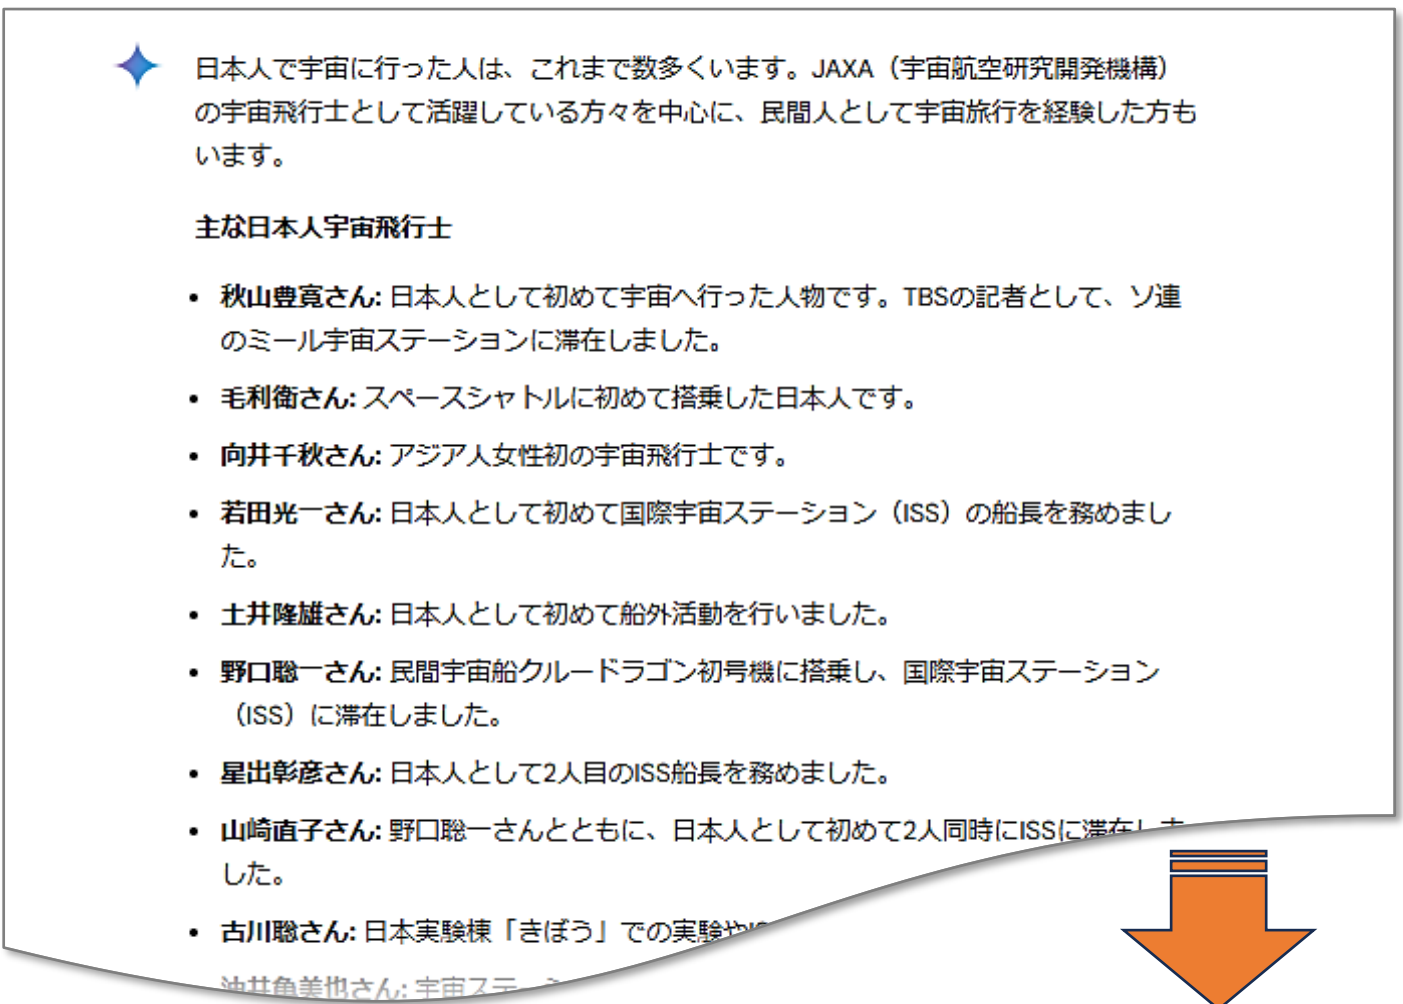 日本人で宇宙に行った人は、これまで数多くいます。JAXA（宇宙航空研究開発機構）
の宇宙飛行士として活躍している方々を中心に、民間人として宇宙旅行を経験した方も
います。
主な日本人宇宙飛行士
• 秋山豊寛さん: 日本人として初めて宇宙へ行った人物です。TBSの記者として、ソ連
のミール宇宙ステーションに滞在しました。
• 毛利衛さん: スペースシャトルに初めて搭乗した日本人です。
• 向井千秋さん: アジア人女性初の宇宙飛行士です。
• 若田光一さん: 日本人として初めて国際宇宙ステーション（ISS）の船長を務めまし
た。
• 土井隆雄さん: 日本人として初めて船外活動を行いました。
• 野口聡一さん: 民間宇宙船クルードラゴン初号機に搭乗し、国際宇宙ステーション
（ISS）に滞在しました。
• 星出彰彦さん: 日本人として2人目のISS船長を務めました。
• 山崎直子さん: 野口聡一さんとともに、日本人として初めて2人同時にISSに滞在しま
した。
• 古川聡さん: 日本実験棟「きぼう」での実験や
油井亀美也さん: 宇宙ステー